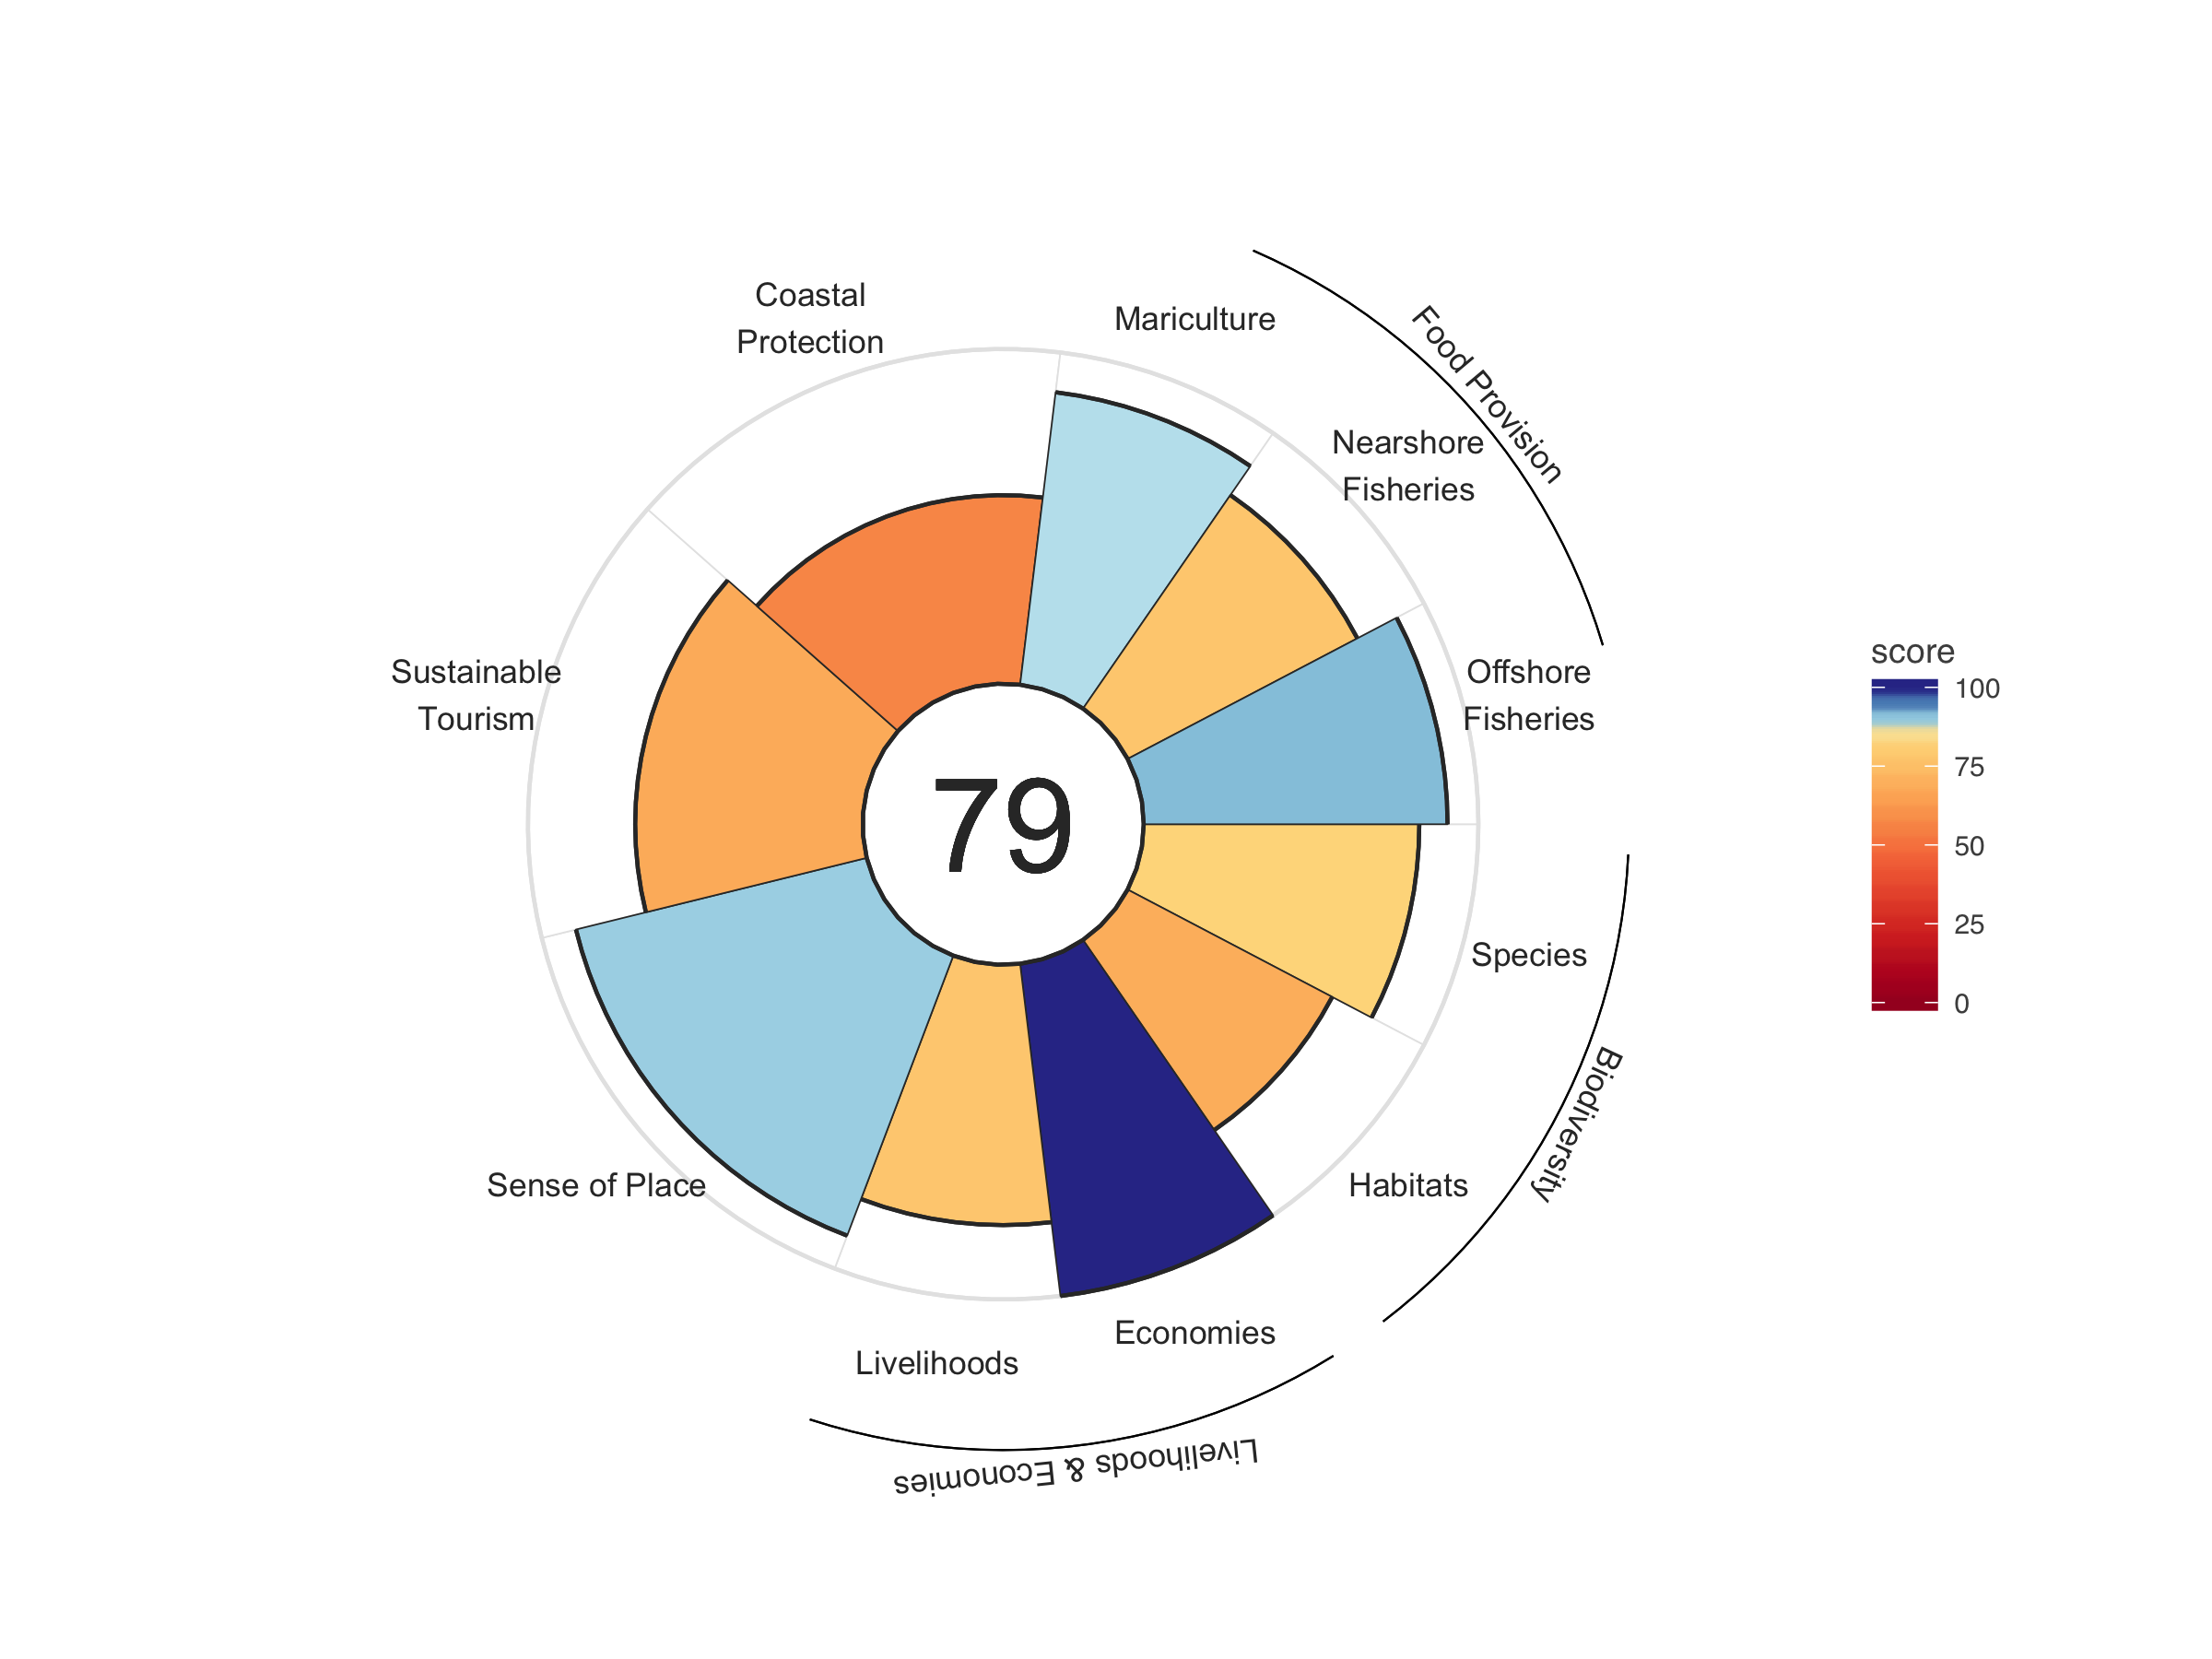 Coastal
Protection
Mariculture
Food Provision
Nearshore
Fisheries
Offshore
Fisheries
Sustainable
Tourism
79
Species
Biodiversity
Habitats
Sense of Place
Economies
Livelihoods
Livelihoods & Economies
score
100
75
50
25
0